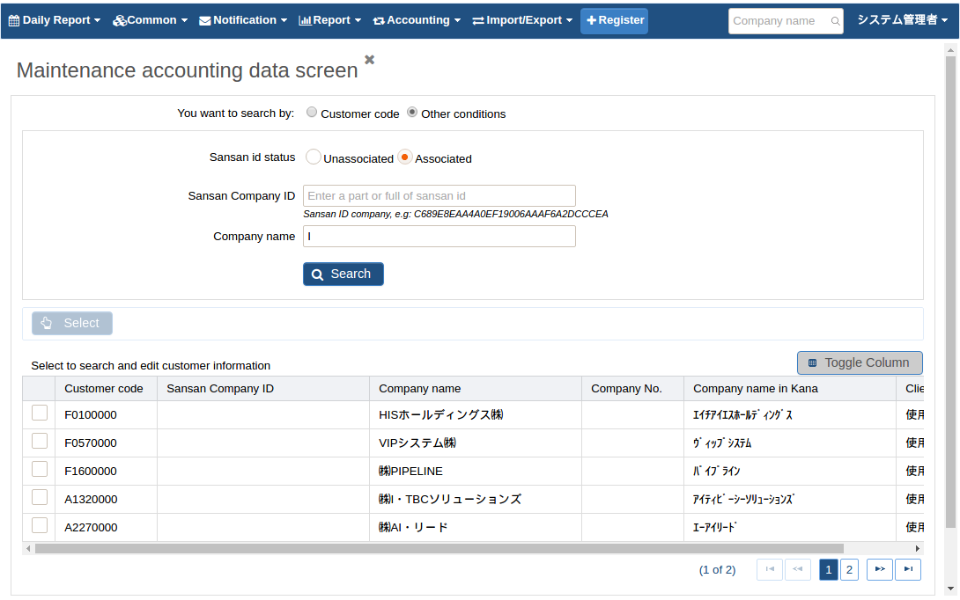 Daily Report Common Notification Report Accounting Import/Export Register Company name システム管理者
Maintenance accounting data screen
You want to search by: Customer code Other conditions
Sansan id status Unassociated Associated
Sansan Company ID Enter a part or full of sansan id
Sansan ID company, e.g: C689E8EAA4A0EF19006AAAF6A2DCCCEA
Company name I
Search
Select
Select to search and edit customer information Toggle Column
Customer code Sansan Company ID Company name Company No. Company name in Kana Clie
F0100000 HISホールディングス㈱ エイチアイエスホールディングス 使用
F0570000 VIPシステム㈱ ヴィップシステム 使用
F1600000 ㈱PIPELINE パイプライン 使用
A1320000 ㈱I・TBCソリューションズ アイティビーシーソリューションズ 使用
A2270000 ㈱AI・リード エーアイリード 使用
(1 of 2) 1 2